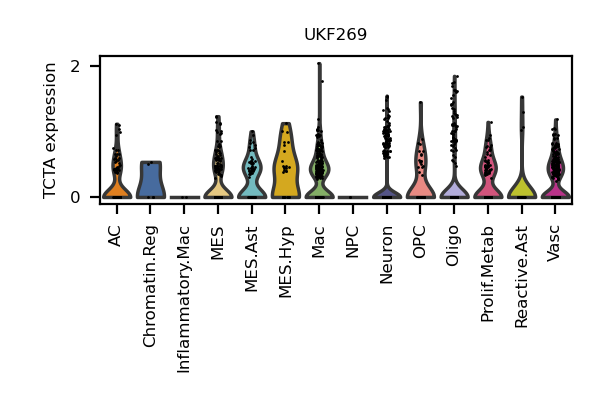 UKF269
TCTA expression
2
0
AC
Chromatin.Reg
Inflammatory.Mac
MES
MES.Ast
MES.Hyp
Mac
NPC
Neuron
OPC
Oligo
Prolif.Metab
Reactive.Ast
Vasc